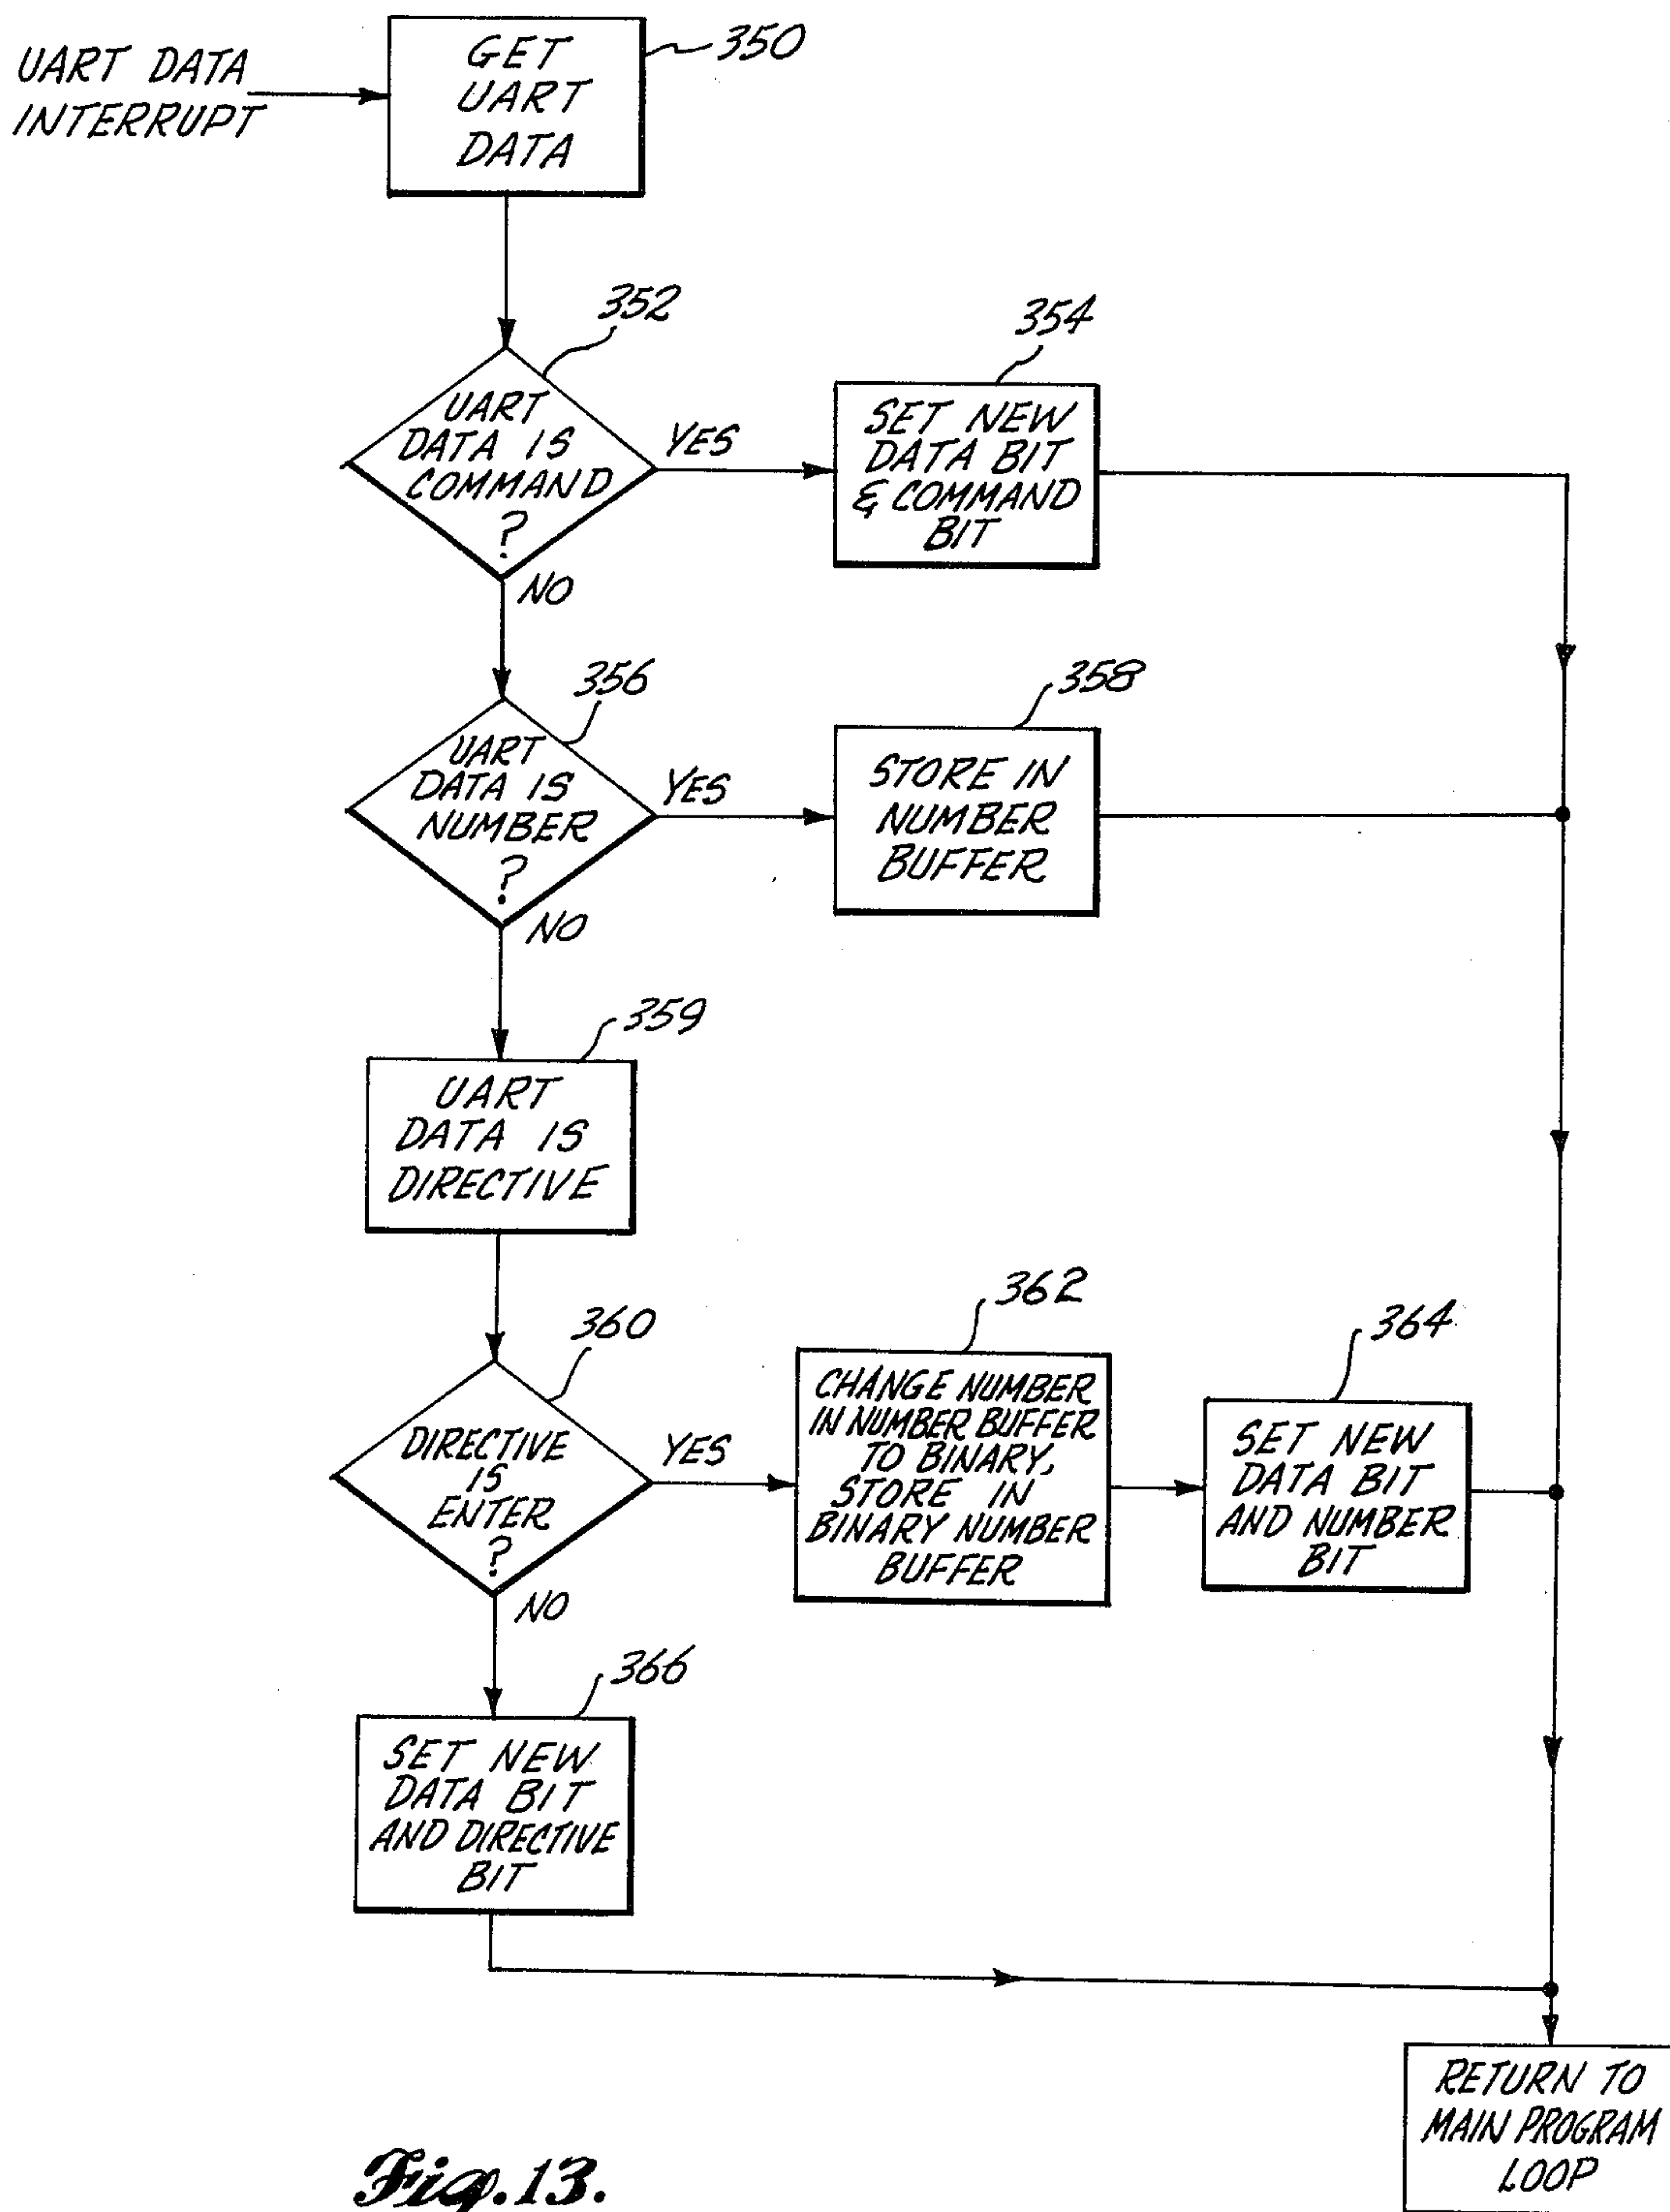 UART DATA
INTERRUPT
GET
UART
DATA
350
352
UART
DATA IS
COMMAND
?
YES
NO
354
SET NEW
DATA BIT
& COMMAND
BIT
356
UART
DATA IS
NUMBER
?
YES
NO
358
STORE IN
NUMBER
BUFFER
359
UART
DATA IS
DIRECTIVE
360
DIRECTIVE
IS
ENTER
?
YES
NO
362
CHANGE NUMBER
IN NUMBER BUFFER
TO BINARY,
STORE IN
BINARY NUMBER
BUFFER
364
SET NEW
DATA BIT
AND NUMBER
BIT
366
SET NEW
DATA BIT
AND DIRECTIVE
BIT
RETURN TO
MAIN PROGRAM
LOOP
Fig. 13.